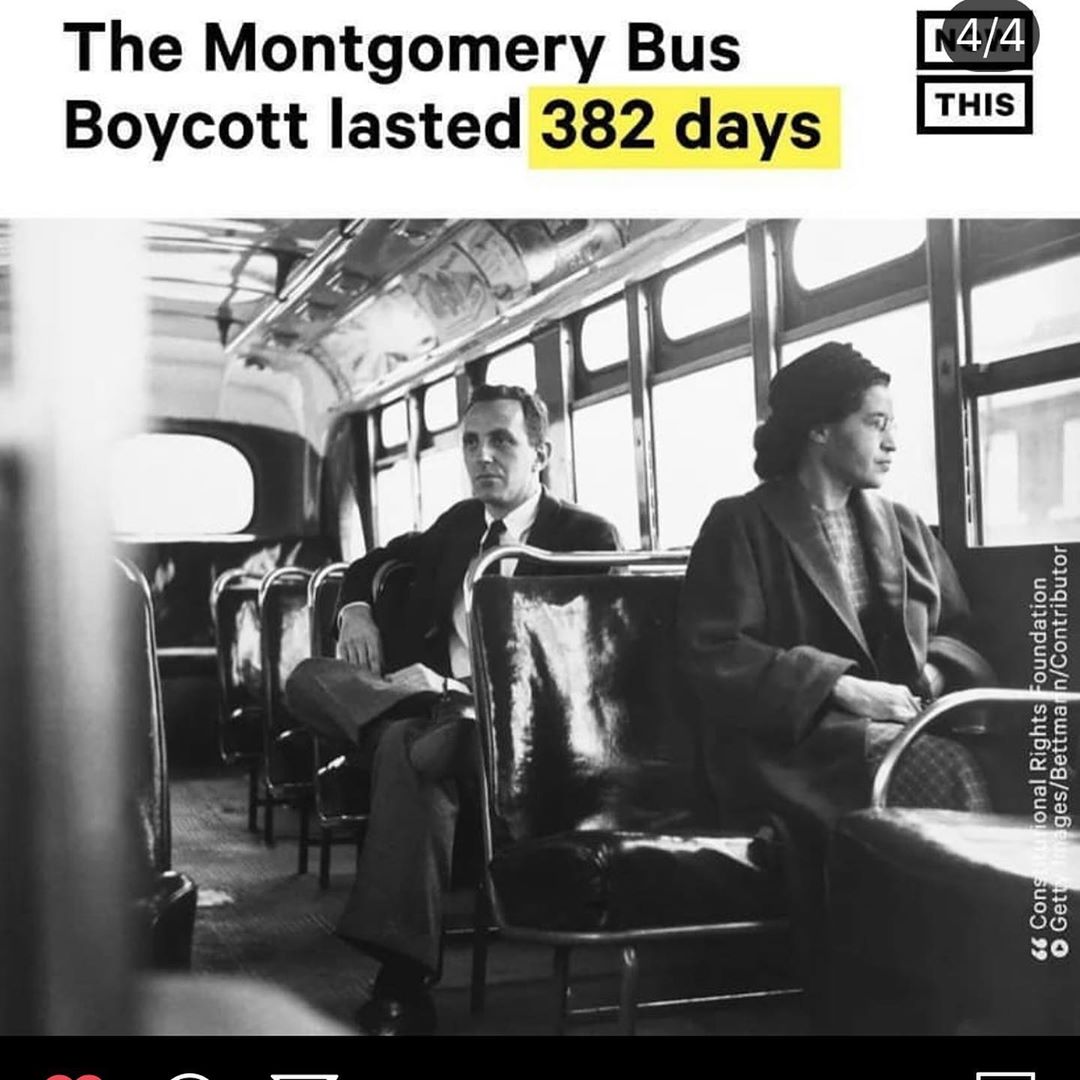 The Montgomery Bus
Boycott lasted 382 days
4/4
THIS
Constitutional Rights Foundation
Getty Images/Bettmann/Contributor